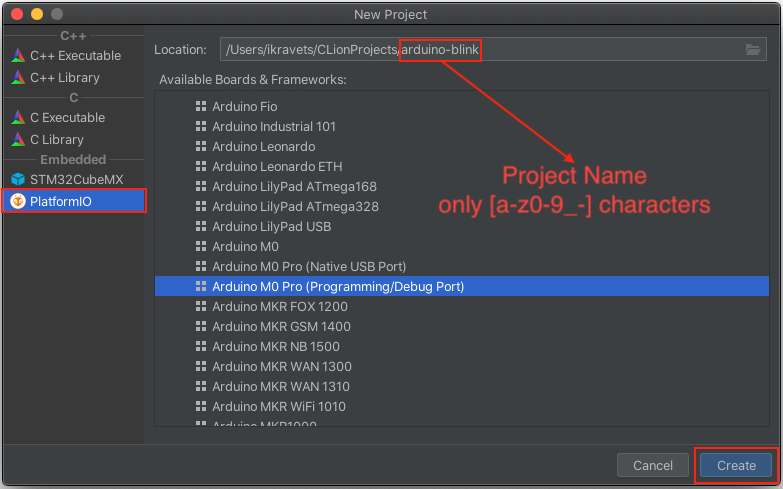 New Project
C++
C++ Executable
C++ Library
C
C Executable
C Library
Embedded
STM32CubeMX
PlatformIO
Location: /Users/ikravets/CLionProjects/arduino-blink
Available Boards & Frameworks:
Arduino Fio
Arduino Industrial 101
Arduino Leonardo
Arduino Leonardo ETH
Arduino LilyPad ATmega168
Arduino LilyPad ATmega328
Arduino LilyPad USB
Arduino M0
Arduino M0 Pro (Native USB Port)
Arduino M0 Pro (Programming/Debug Port)
Arduino MKR FOX 1200
Arduino MKR GSM 1400
Arduino MKR NB 1500
Arduino MKR WAN 1300
Arduino MKR WAN 1310
Arduino MKR WiFi 1010
Arduino MKR1000
Project Name
only [a-z0-9_-] characters
Cancel
Create